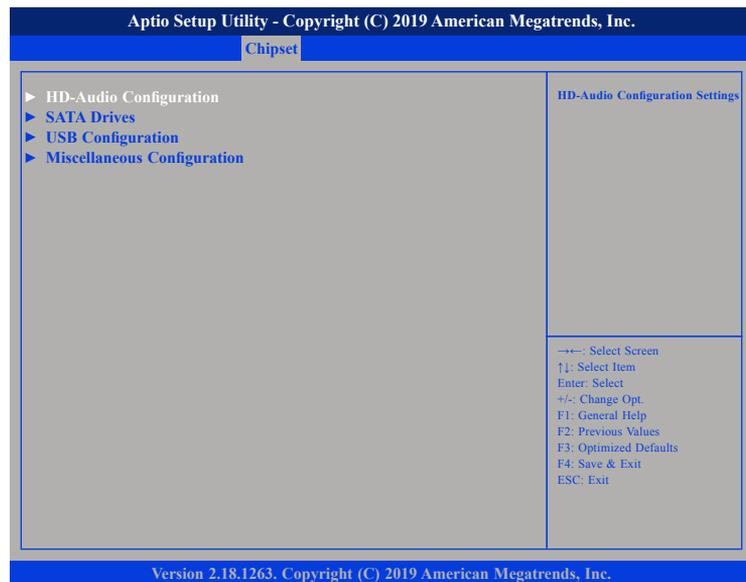 Aptio Setup Utility - Copyright (C) 2019 American Megatrends, Inc.
Chipset
► HD-Audio Configuration
► SATA Drives
► USB Configuration
► Miscellaneous Configuration
HD-Audio Configuration Settings
→←: Select Screen
↑↓: Select Item
Enter: Select
+/-: Change Opt.
F1: General Help
F2: Previous Values
F3: Optimized Defaults
F4: Save & Exit
ESC: Exit
Version 2.18.1263. Copyright (C) 2019 American Megatrends, Inc.